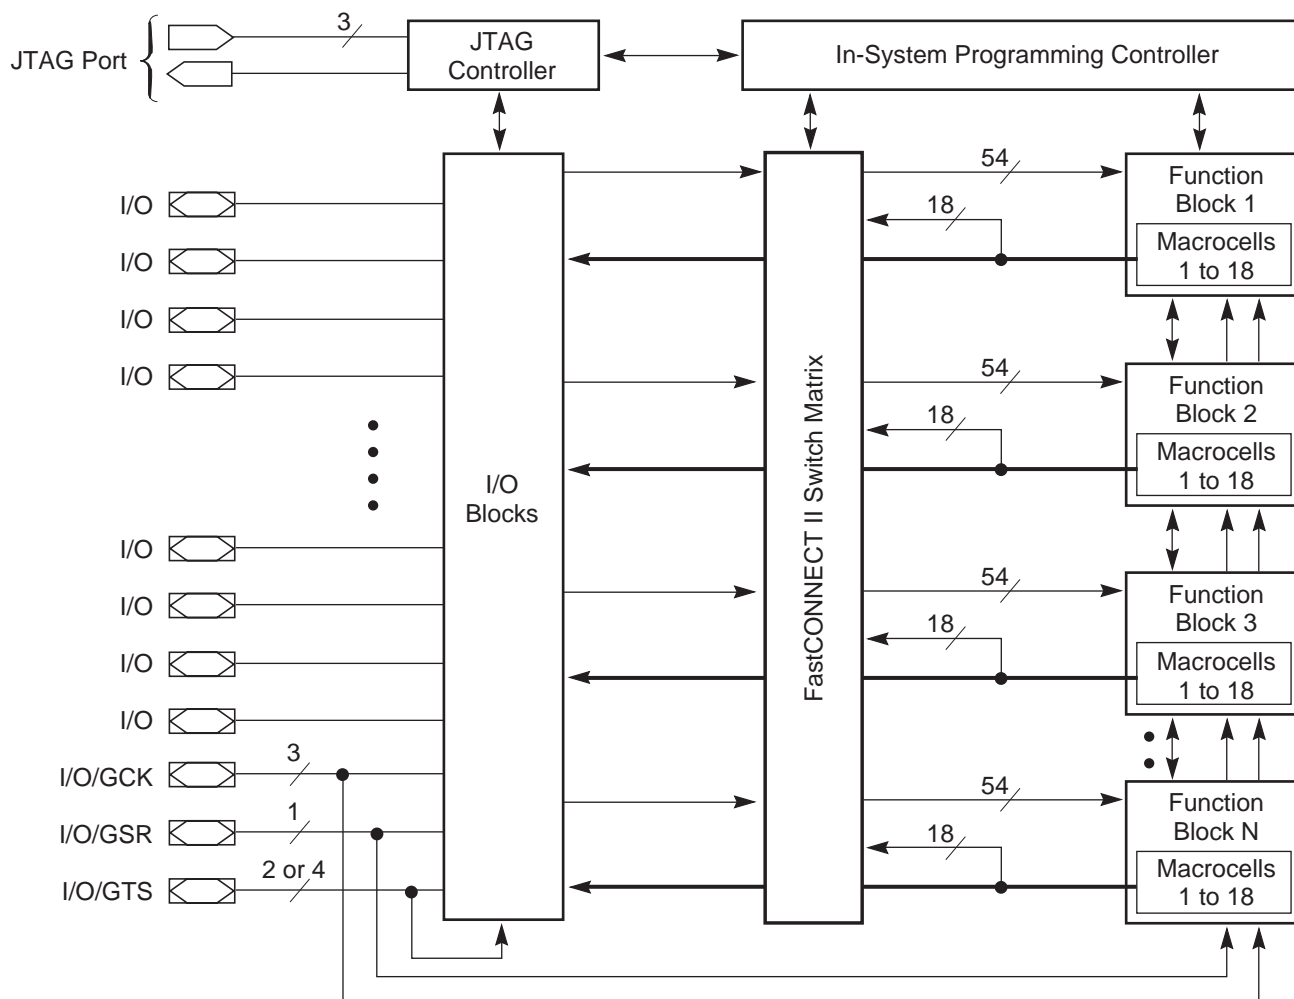 JTAG Port
3
JTAG
Controller
In-System Programming Controller
I/O
I/O
I/O
I/O
I/O
I/O
I/O
I/O
I/O/GCK
3
I/O/GSR
1
I/O/GTS
2 or 4
I/O
Blocks
FastCONNECT II Switch Matrix
54
18
Function
Block 1
Macrocells
1 to 18
54
18
Function
Block 2
Macrocells
1 to 18
54
18
Function
Block 3
Macrocells
1 to 18
54
18
Function
Block N
Macrocells
1 to 18